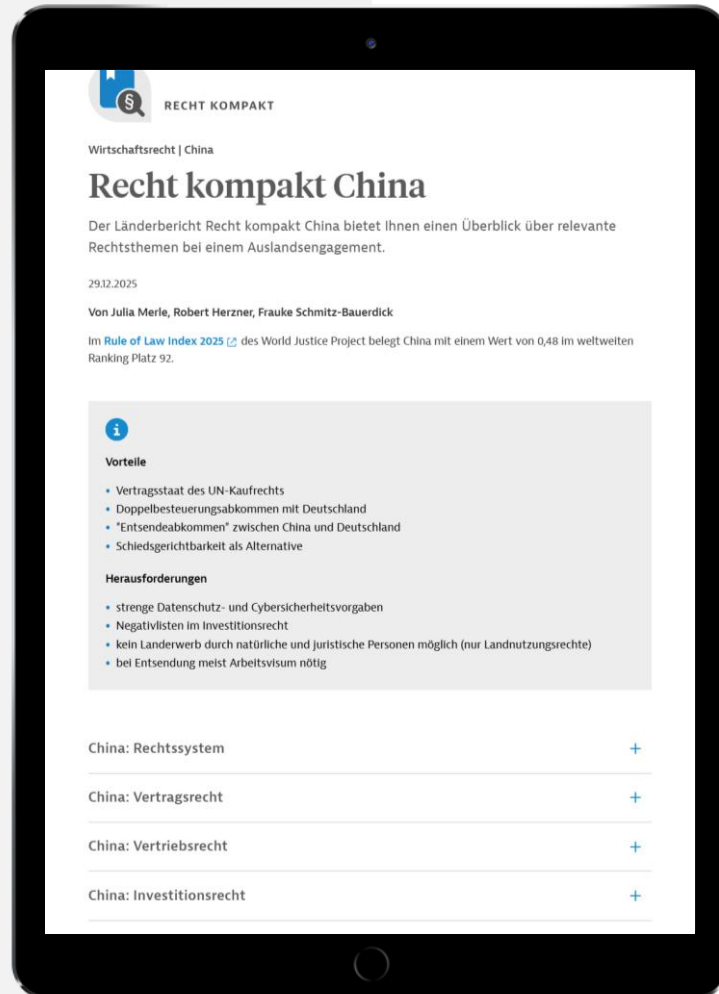 §
RECHT KOMPAKT
Wirtschaftsrecht | China
Recht kompakt China
Der Länderbericht Recht kompakt China bietet Ihnen einen Überblick über relevante
Rechtsthemen bei einem Auslandsengagement.
29.12.2025
Von Julia Merle, Robert Herzner, Frauke Schmitz-Bauerdick
Im Rule of Law Index 2025 des World Justice Project belegt China mit einem Wert von 0,48 im weltweiten
Ranking Platz 92.
i
Vorteile
• Vertragsstaat des UN-Kaufrechts
• Doppelbesteuerungsabkommen mit Deutschland
• "Entsendeabkommen" zwischen China und Deutschland
• Schiedsgerichtbarkeit als Alternative
Herausforderungen
• strenge Datenschutz- und Cybersicherheitsvorgaben
• Negativlisten im Investitionsrecht
• kein Landerwerb durch natürliche und juristische Personen möglich (nur Landnutzungsrechte)
• bei Entsendung meist Arbeitsvisum nötig
China: Rechtssystem +
China: Vertragsrecht +
China: Vertriebsrecht +
China: Investitionsrecht +